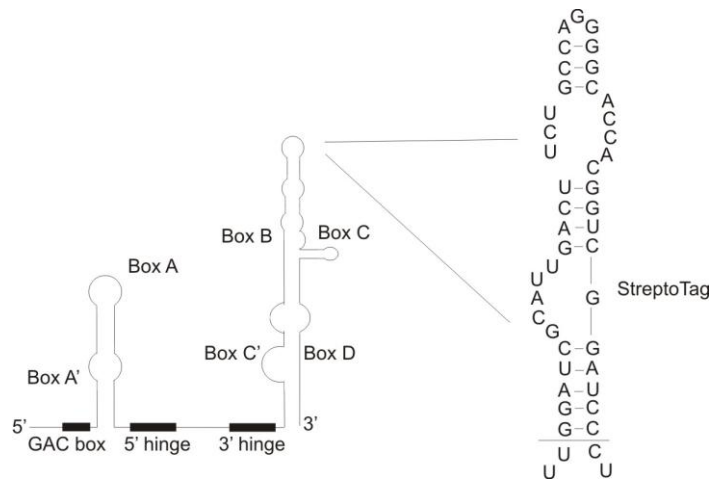 G
A G
C–G
C–G
G–C
A
U C
C C
U A
C
U–G
C–G
A–U
G–C
U
U
A G
C
G
C–G
U–A
A–U
G–C
G–C
U C
U U
StreptoTag
Box B
Box C
Box A
Box C'
Box D
Box A'
5'
3'
GAC box
5' hinge
3' hinge